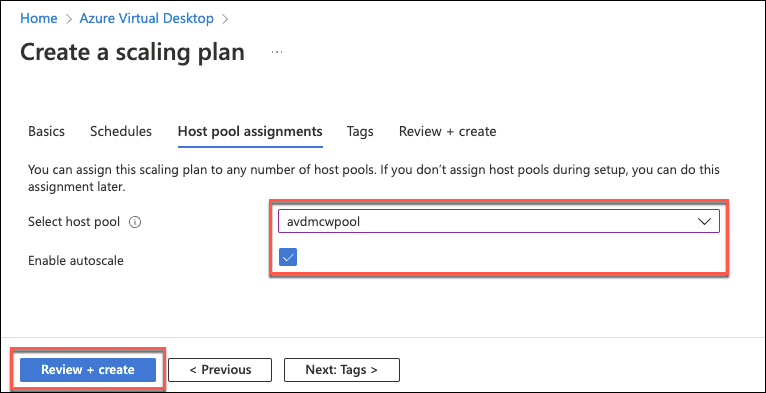 Home > Azure Virtual Desktop >
Create a scaling plan ...
Basics Schedules Host pool assignments Tags Review + create
You can assign this scaling plan to any number of host pools. If you don't assign host pools during setup, you can do this
assignment later.
Select host pool avdmcwpool
Enable autoscale
Review + create < Previous Next: Tags >